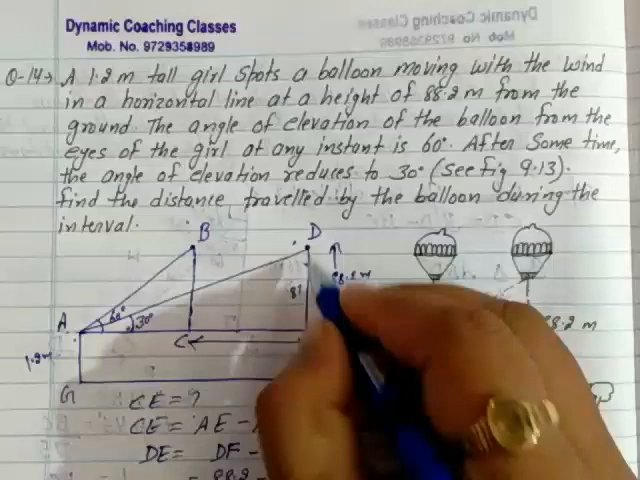 Dynamic Coaching Classes
Mob. No. 9729358989
Q-14→ A 1.2 m tall girl spots a balloon moving with the wind
in a horizontal line at a height of 88.2 m from the
ground. The angle of elevation of the balloon from the
eyes of the girl at any instant is 60°. After some time,
the angle of elevation reduces to 30° (see fig 9.13).
find the distance travelled by the balloon during the
interval.
B
D
A
60°
30°
C
1.2m
G
88.2 m
CE = ?
CE = AE -
DE = DF -
= 88.2 -